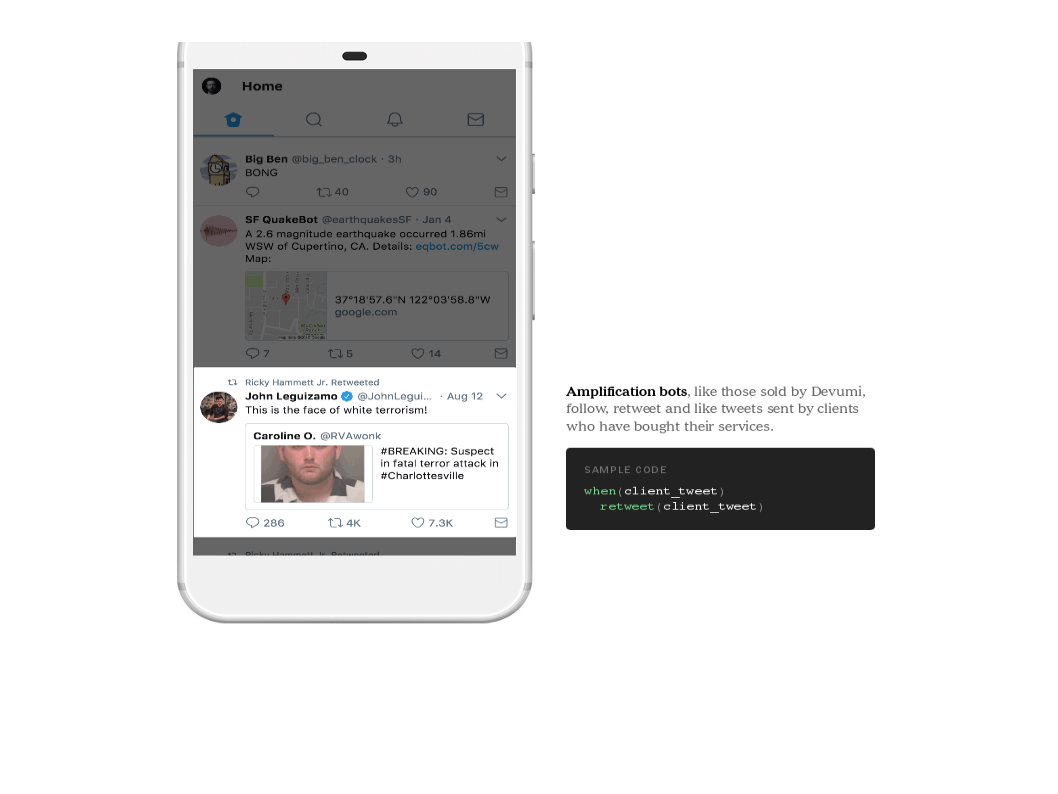 Home
Big Ben @big_ben_clock · 3h
BONG
40 90
SF QuakeBot @earthquakesSF · Jan 4
A 2.6 magnitude earthquake occurred 1.86mi
WSW of Cupertino, CA. Details: eqbot.com/5cw
Map:
37°18'57.6"N 122°03'58.8"W
google.com
7 5 14
Ricky Hammett Jr. Retweeted
John Leguizamo @JohnLegui... · Aug 12
This is the face of white terrorism!
Caroline O. @RVAwonk
#BREAKING: Suspect
in fatal terror attack in
#Charlottesville
286 4K 7.3K
Ricky Hammett Jr. Retweeted
Amplification bots, like those sold by Devumi,
follow, retweet and like tweets sent by clients
who have bought their services.
SAMPLE CODE
when(client_tweet)
retweet(client_tweet)